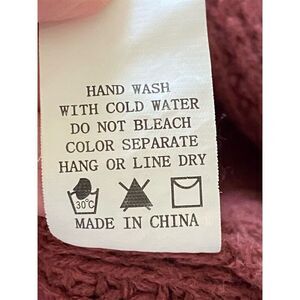 HAND WASH
WITH COLD WATER
DO NOT BLEACH
COLOR SEPARATE
HANG OR LINE DRY
30°C
MADE IN CHINA